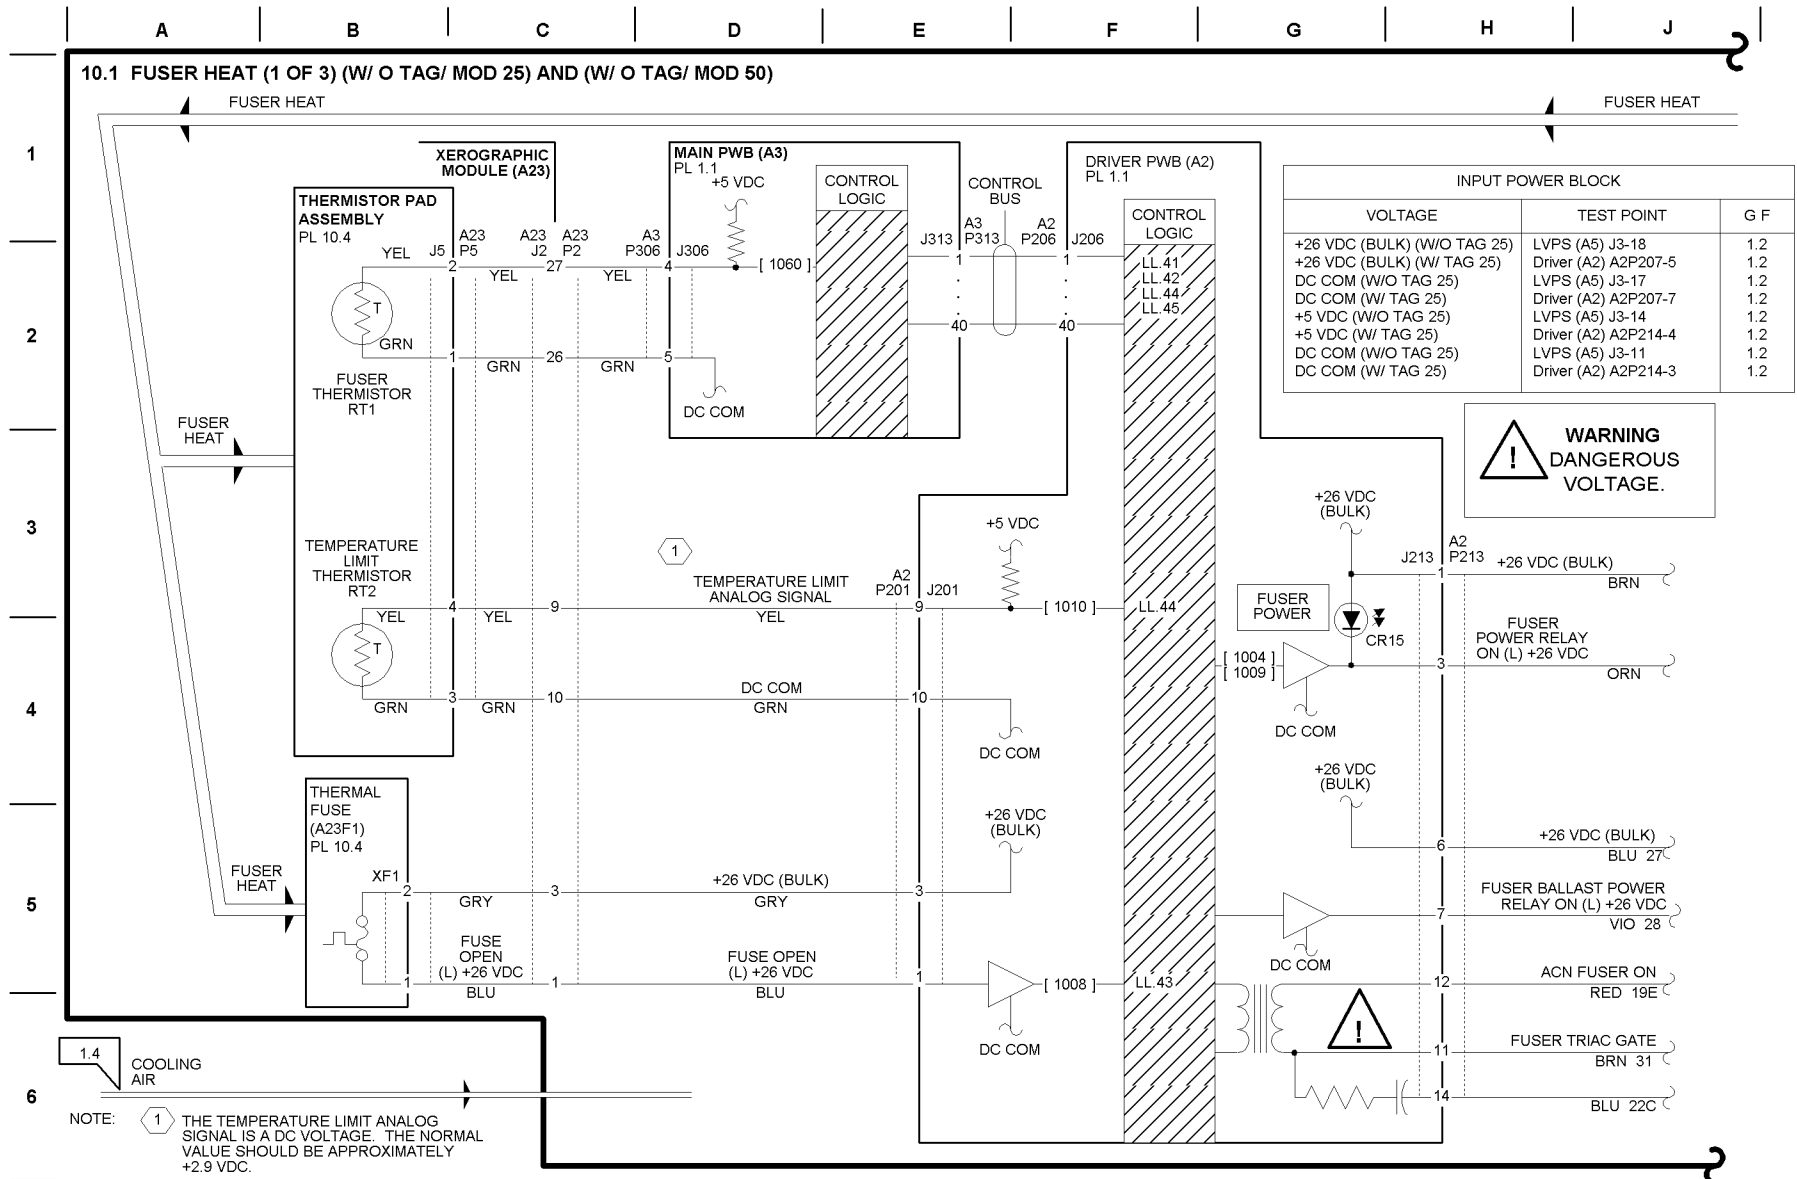 A B C D E F G H J
1
2
3
4
5
6
10.1 FUSER HEAT (1 OF 3) (W/ O TAG/ MOD 25) AND (W/ O TAG/ MOD 50)
FUSER HEAT
FUSER HEAT
XEROGRAPHIC
MODULE (A23)
THERMISTOR PAD
ASSEMBLY
PL 10.4
YEL
J5
A23
P5
A23
J2
A23
P2
A3
P306
J306
2
YEL
27
YEL
4
T
GRN
1
GRN
26
GRN
5
FUSER
THERMISTOR
RT1
MAIN PWB (A3)
PL 1.1
+5 VDC
[ 1060 ]
DC COM
CONTROL
LOGIC
J313
A3
P313
CONTROL
BUS
A2
P206
J206
1
.
.
.
40
1
.
.
.
40
DRIVER PWB (A2)
PL 1.1
CONTROL
LOGIC
LL.41
LL.42
LL.44
LL.45
INPUT POWER BLOCK
VOLTAGE TEST POINT G F
+26 VDC (BULK) (W/O TAG 25) LVPS (A5) J3-18 1.2
+26 VDC (BULK) (W/ TAG 25) Driver (A2) A2P207-5 1.2
DC COM (W/O TAG 25) LVPS (A5) J3-17 1.2
DC COM (W/ TAG 25) Driver (A2) A2P207-7 1.2
+5 VDC (W/O TAG 25) LVPS (A5) J3-14 1.2
+5 VDC (W/ TAG 25) Driver (A2) A2P214-4 1.2
DC COM (W/O TAG 25) LVPS (A5) J3-11 1.2
DC COM (W/ TAG 25) Driver (A2) A2P214-3 1.2
! WARNING
DANGEROUS
VOLTAGE.
FUSER
HEAT
TEMPERATURE
LIMIT
THERMISTOR
RT2
1
TEMPERATURE LIMIT
ANALOG SIGNAL
A2
P201
J201
+5 VDC
YEL
4
YEL
9
YEL
9
[ 1010 ]
LL.44
T
GRN
3
GRN
10
DC COM
GRN
10
DC COM
+26 VDC
(BULK)
J213
A2
P213
1
+26 VDC (BULK)
BRN
FUSER
POWER
CR15
[ 1004 ]
[ 1009 ]
DC COM
3
FUSER
POWER RELAY
ON (L) +26 VDC
ORN
+26 VDC
(BULK)
6
+26 VDC (BULK)
BLU 27
THERMAL
FUSE
(A23F1)
PL 10.4
FUSER
HEAT
XF1
2
GRY
3
+26 VDC (BULK)
GRY
3
+26 VDC
(BULK)
1
FUSE
OPEN
(L) +26 VDC
BLU
1
FUSE OPEN
(L) +26 VDC
BLU
1
[ 1008 ]
LL.43
DC COM
7
FUSER BALLAST POWER
RELAY ON (L) +26 VDC
VIO 28
DC COM
12
ACN FUSER ON
RED 19E
!
11
FUSER TRIAC GATE
BRN 31
14
BLU 22C
1.4
COOLING
AIR
NOTE: 1 THE TEMPERATURE LIMIT ANALOG
SIGNAL IS A DC VOLTAGE. THE NORMAL
VALUE SHOULD BE APPROXIMATELY
+2.9 VDC.